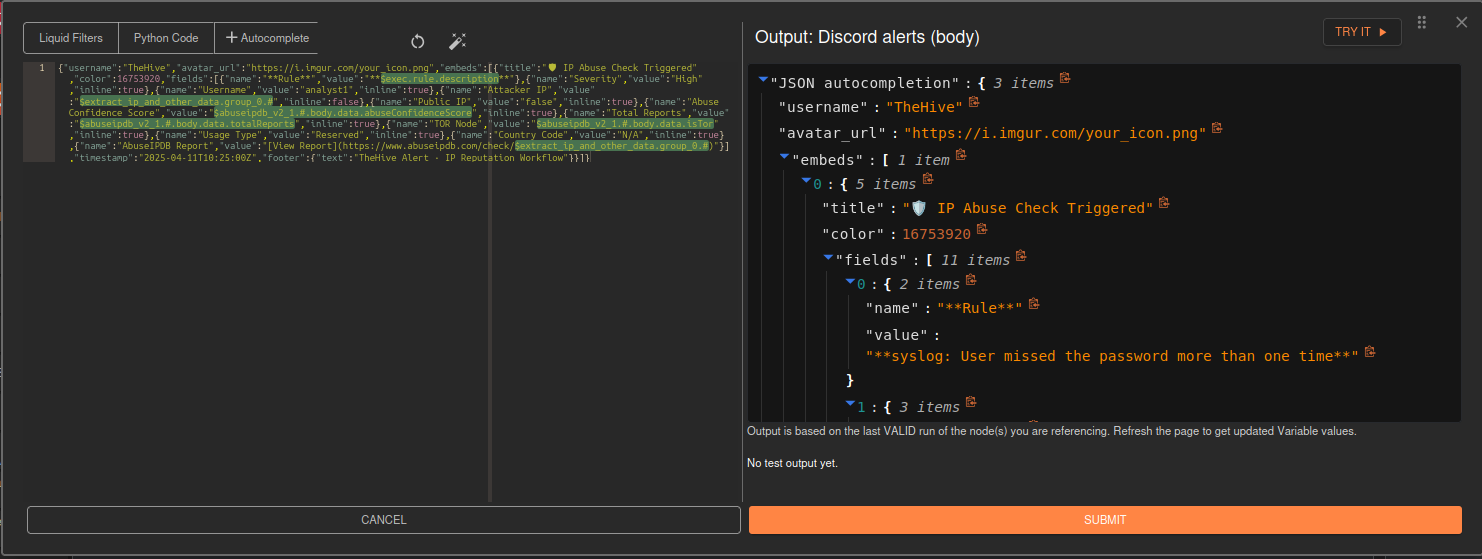 Liquid Filters
Python Code
Autocomplete
1
{"username":"TheHive","avatar_url":"https://i.imgur.com/your_icon.png","embeds":[{"title":"🛡 IP Abuse Check Triggered"
,"color":16753920,"fields":[{"name":"**Rule**","value":"**$exec.rule.description**"},{"name":"Severity","value":"High"
,"inline":true},{"name":"Username","value":"analyst1","inline":true},{"name":"Attacker IP","value"
:"$extract_ip_and_other_data.group_0.#","inline":false},{"name":"Public IP","value":"false","inline":true},{"name":"Abuse
Confidence Score","value":"$abuseipdb_v2_1.#.body.data.abuseConfidenceScore","inline":true},{"name":"Total Reports","value"
:"$abuseipdb_v2_1.#.body.data.totalReports","inline":true},{"name":"TOR Node","value":"$abuseipdb_v2_1.#.body.data.isTor"
,"inline":true},{"name":"Usage Type","value":"Reserved","inline":true},{"name":"Country Code","value":"N/A","inline":true}
,{"name":"AbuseIPDB Report","value":"[View Report](https://www.abuseipdb.com/check/$extract_ip_and_other_data.group_0.#)"}]
,"timestamp":"2025-04-11T10:25:00Z","footer":{"text":"TheHive Alert - IP Reputation Workflow"}}]}
Output: Discord alerts (body)
TRY IT
"JSON autocompletion" : { 3 items
"username" : "TheHive"
"avatar_url" : "https://i.imgur.com/your_icon.png"
"embeds" : [ 1 item
0 : { 5 items
"title" : "🛡️ IP Abuse Check Triggered"
"color" : 16753920
"fields" : [ 11 items
0 : { 2 items
"name" : "**Rule**"
"value" :
"**syslog: User missed the password more than one time**"
}
1 : { 3 items
Output is based on the last VALID run of the node(s) you are referencing. Refresh the page to get updated Variable values.
No test output yet.
CANCEL
SUBMIT